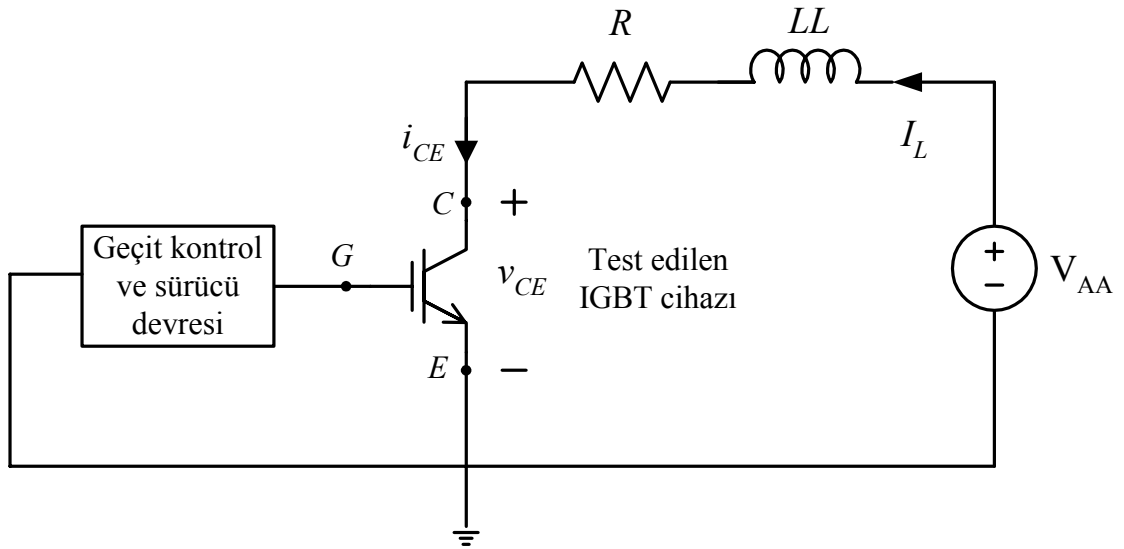 R
LL
i_CE
I_L
C
+
Geçit kontrol
ve sürücü
devresi
G
v_CE
Test edilen
IGBT cihazı
+
−
V_AA
E
−